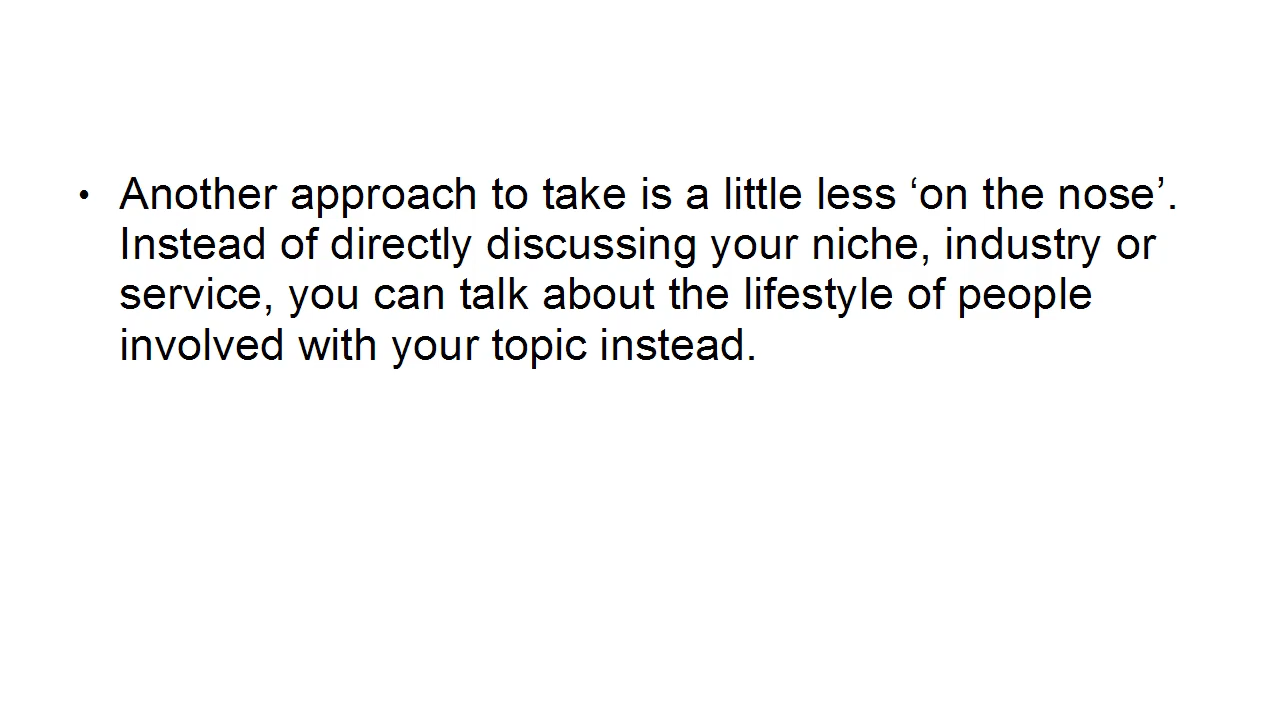 • Another approach to take is a little less ‘on the nose’.
Instead of directly discussing your niche, industry or
service, you can talk about the lifestyle of people
involved with your topic instead.